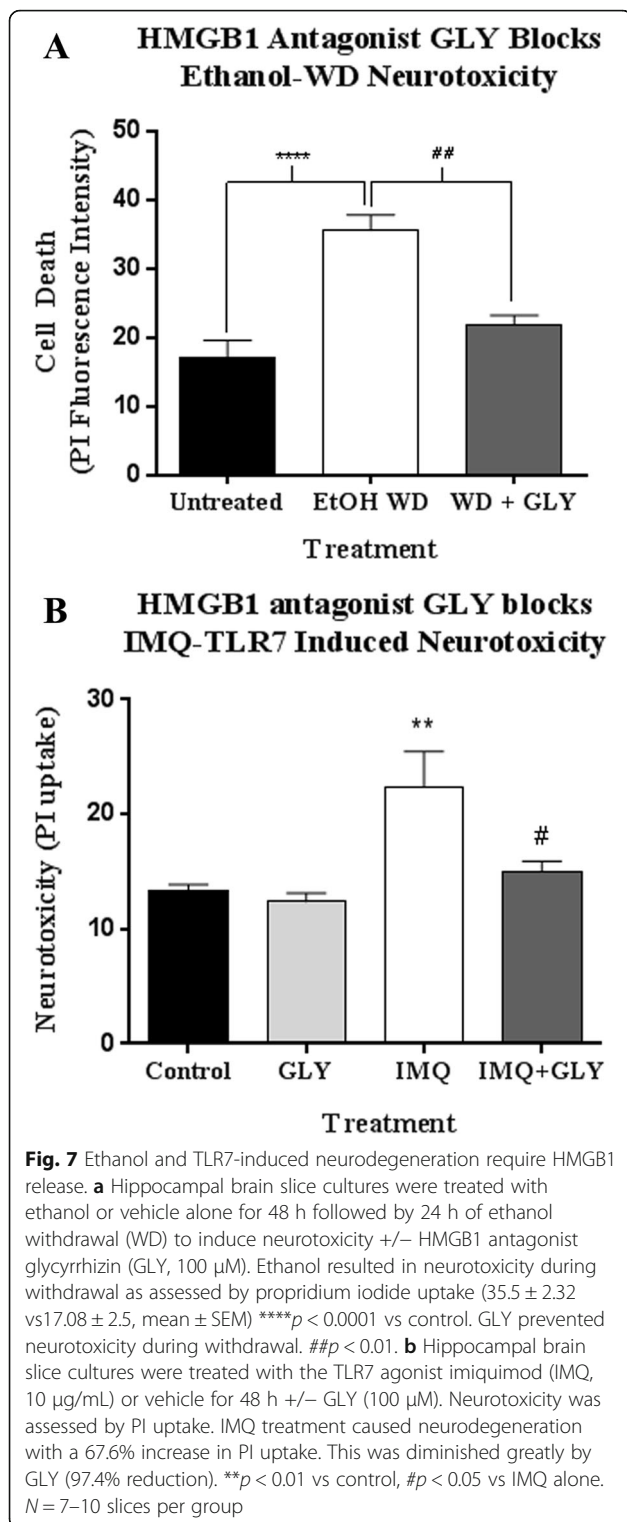 A
HMGB1 Antagonist GLY Blocks
Ethanol-WD Neurotoxicity
50
40
30
20
10
0
Cell Death
(PI Fluorescence Intensity)
****
##
Untreated EtOH WD WD + GLY
Treatment
B
HMGB1 antagonist GLY blocks
IMQ-TLR7 Induced Neurotoxicity
30
20
10
0
Neurotoxicity (PI uptake)
**
#
Control GLY IMQ IMQ+GLY
Treatment
Fig. 7 Ethanol and TLR7-induced neurodegeneration require HMGB1
release. a Hippocampal brain slice cultures were treated with
ethanol or vehicle alone for 48 h followed by 24 h of ethanol
withdrawal (WD) to induce neurotoxicity +/− HMGB1 antagonist
glycyrrhizin (GLY, 100 μM). Ethanol resulted in neurotoxicity during
withdrawal as assessed by propridium iodide uptake (35.5 ± 2.32
vs17.08 ± 2.5, mean ± SEM) ****p < 0.0001 vs control. GLY prevented
neurotoxicity during withdrawal. ##p < 0.01. b Hippocampal brain
slice cultures were treated with the TLR7 agonist imiquimod (IMQ,
10 μg/mL) or vehicle for 48 h +/− GLY (100 μM). Neurotoxicity was
assessed by PI uptake. IMQ treatment caused neurodegeneration
with a 67.6% increase in PI uptake. This was diminished greatly by
GLY (97.4% reduction). **p < 0.01 vs control, #p < 0.05 vs IMQ alone.
N = 7–10 slices per group